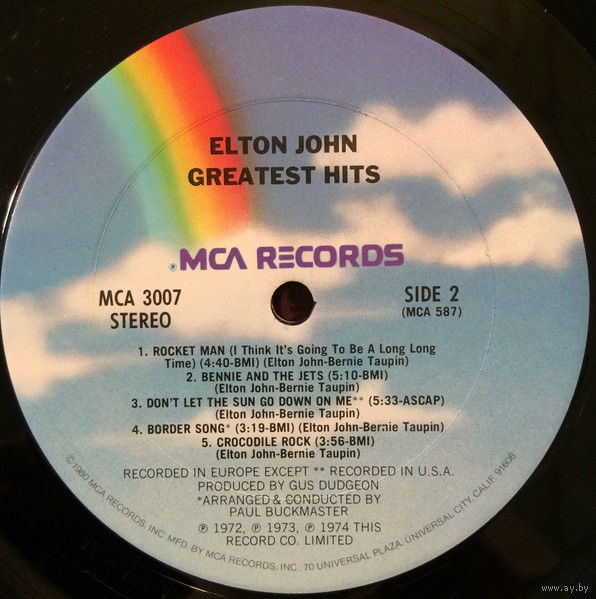 ELTON JOHN
GREATEST HITS
®MCA RECORDS
MCA 3007
STEREO
SIDE 2
(MCA 587)
1. ROCKET MAN (I Think It's Going To Be A Long Long
Time) (4:40-BMI) (Elton John-Bernie Taupin)
2. BENNIE AND THE JETS (5:10-BMI)
(Elton John-Bernie Taupin)
3. DON'T LET THE SUN GO DOWN ON ME** (5:33-ASCAP)
(Elton John-Bernie Taupin)
4. BORDER SONG* (3:19-BMI) (Elton John-Bernie Taupin)
5. CROCODILE ROCK (3:56-BMI)
(Elton John-Bernie Taupin)
RECORDED IN EUROPE EXCEPT ** RECORDED IN U.S.A.
PRODUCED BY GUS DUDGEON
*ARRANGED & CONDUCTED BY
PAUL BUCKMASTER
℗ 1972, ℗ 1973, ℗ 1974 THIS
RECORD CO. LIMITED
©1980 MCA RECORDS, INC. MFD. BY MCA RECORDS, INC., 70 UNIVERSAL PLAZA, UNIVERSAL CITY, CALIF. 91608
www.ay.by